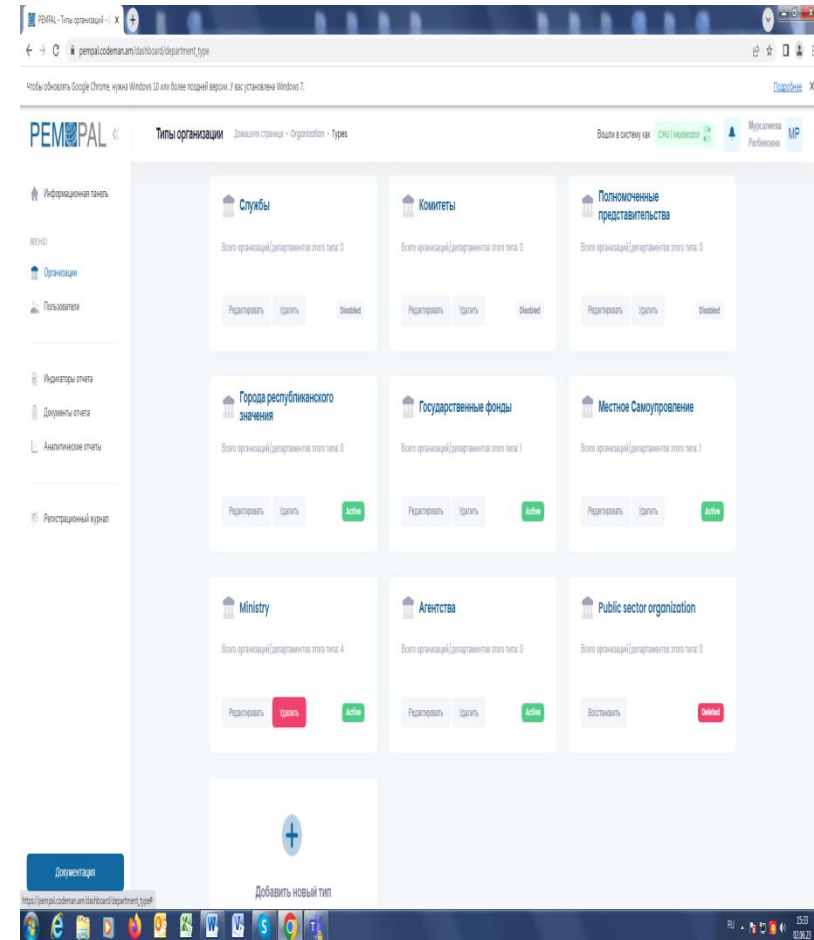 PEMPAL - Типы организаций - C
pempal.codeman.am/dashboard/department_type
Чтобы обновлять Google Chrome, нужна Windows 10 или более поздней версии. У вас установлена Windows 7.
Подробнее
PEMPAL
Типы организации
Домашняя страница - Organization - Types
Вошли в систему как
CHU | Moderator
Мурсалиева
MP
Информационная панель
МЕНЮ
Организации
Пользователи
Индикаторы отчета
Документы отчета
Аналитические отчеты
Регистрационный журнал
Документация
Службы
Всего организаций/департаментов этого типа: 0
Редактировать Удалить Disabled
Комитеты
Всего организаций/департаментов этого типа: 0
Редактировать Удалить Disabled
Полномоченные
представительства
Всего организаций/департаментов этого типа: 0
Редактировать Удалить Disabled
Города республиканского
значения
Всего организаций/департаментов этого типа: 0
Редактировать Удалить Active
Государственные фонды
Всего организаций/департаментов этого типа: 1
Редактировать Удалить Active
Местное Самоупровление
Всего организаций/департаментов этого типа: 1
Редактировать Удалить Active
Ministry
Всего организаций/департаментов этого типа: 4
Редактировать Удалить Active
Агентства
Всего организаций/департаментов этого типа: 0
Редактировать Удалить Active
Public sector organization
Всего организаций/департаментов этого типа: 0
Восстановить Deleted
Добавить новый тип
https://pempal.codeman.am/dashboard/department_type#
RU
15:33
02.06.23